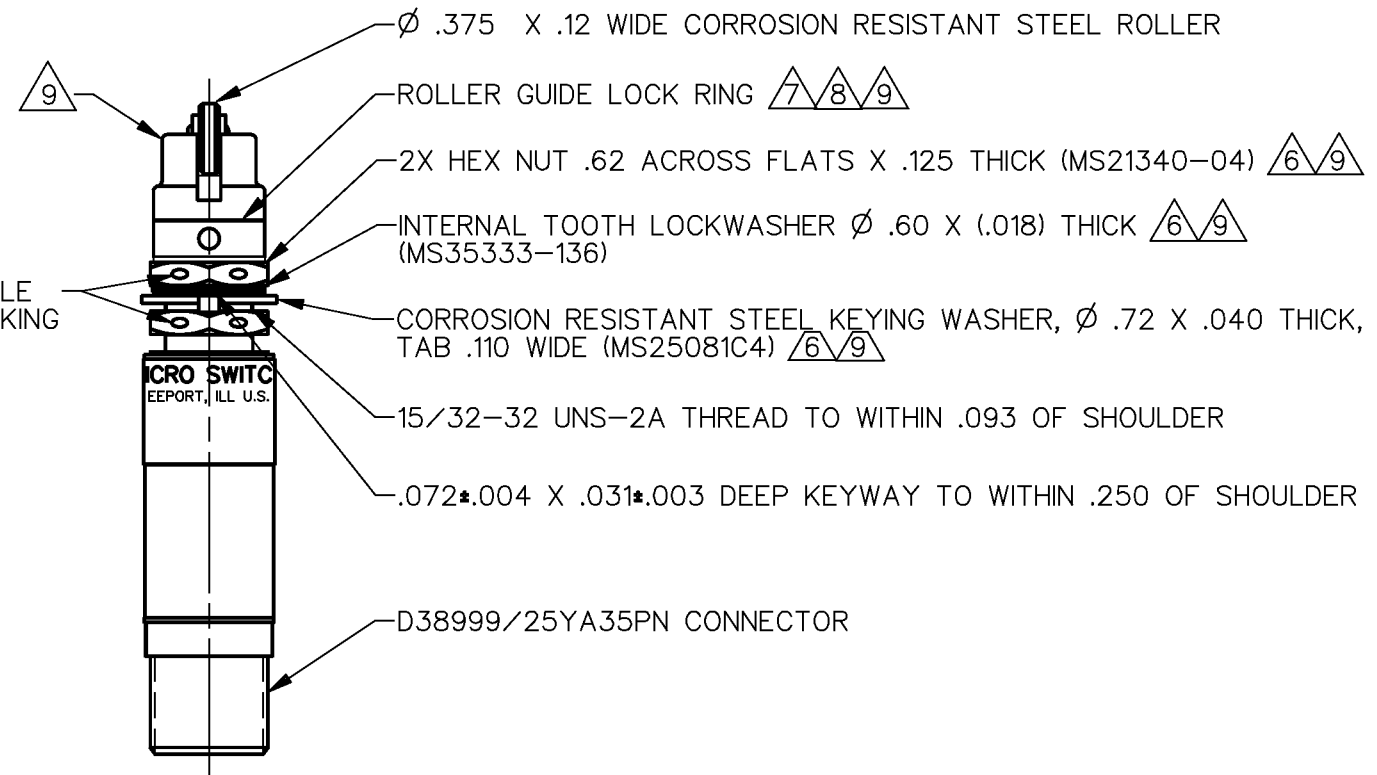 Ø .375 X .12 WIDE CORROSION RESISTANT STEEL ROLLER
9
ROLLER GUIDE LOCK RING 7 8 9
2X HEX NUT .62 ACROSS FLATS X .125 THICK (MS21340-04) 6 9
INTERNAL TOOTH LOCKWASHER Ø .60 X (.018) THICK 6 9
(MS35333-136)
LE
KING
CORROSION RESISTANT STEEL KEYING WASHER, Ø .72 X .040 THICK,
TAB .110 WIDE (MS25081C4) 6 9
ICRO SWITC
EEPORT, ILL U.S.
15/32-32 UNS-2A THREAD TO WITHIN .093 OF SHOULDER
.072±.004 X .031±.003 DEEP KEYWAY TO WITHIN .250 OF SHOULDER
D38999/25YA35PN CONNECTOR